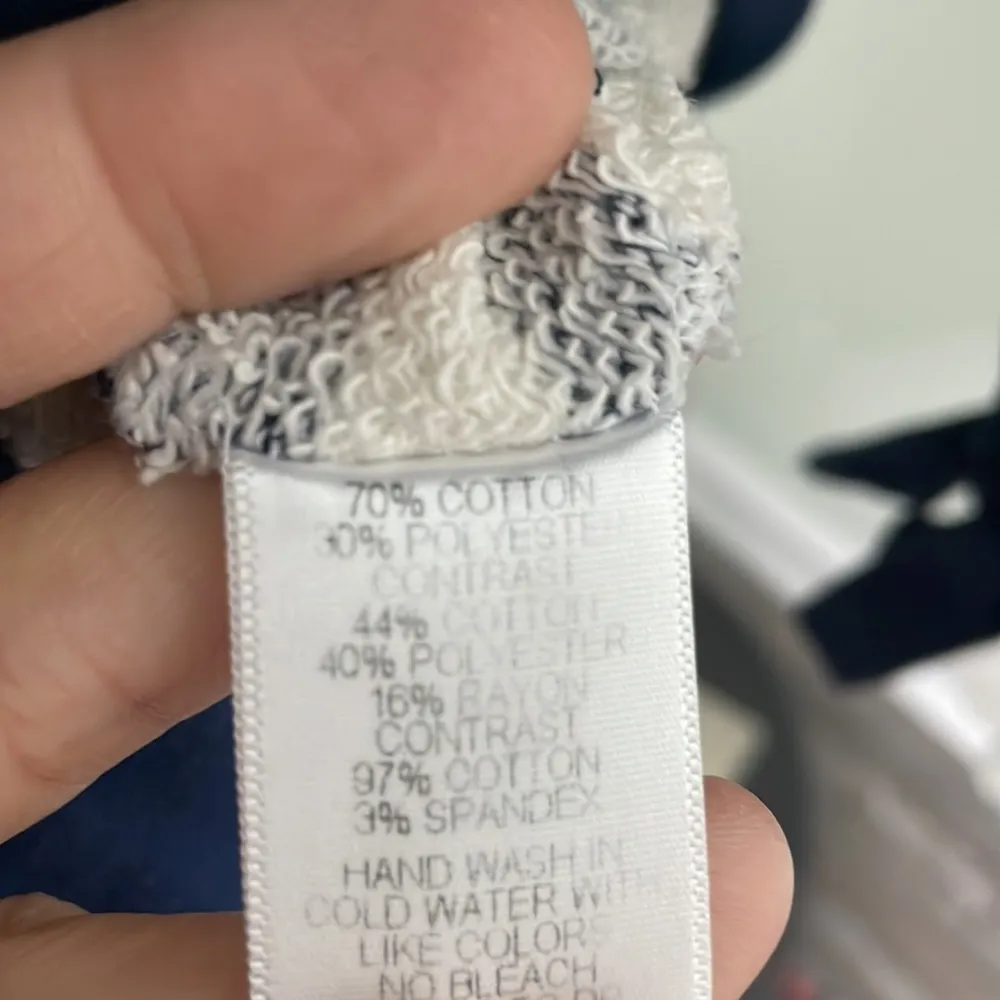 70% COTTON
30% POLYESTER
CONTRAST
44% COTTON
40% POLYESTER
16% RAYON
CONTRAST
97% COTTON
3% SPANDEX
HAND WASH IN
COLD WATER WITH
LIKE COLORS
NO BLEACH